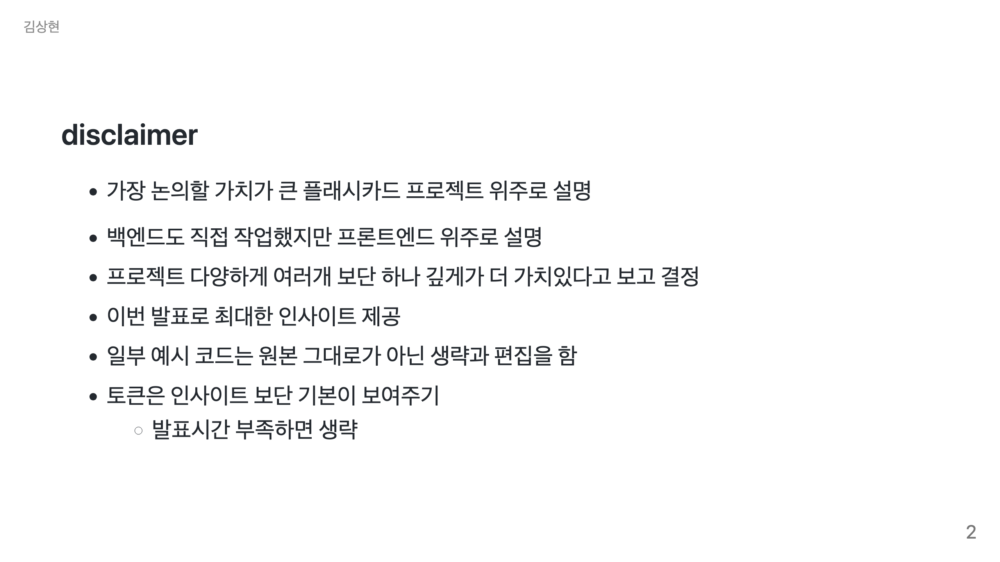 김상현
disclaimer
가장 논의할 가치가 큰 플래시카드 프로젝트 위주로 설명
백엔드도 직접 작업했지만 프론트엔드 위주로 설명
프로젝트 다양하게 여러개 보단 하나 깊게가 더 가치있다고 보고 결정
이번 발표로 최대한 인사이트 제공
일부 예시 코드는 원본 그대로가 아닌 생략과 편집을 함
토큰은 인사이트 보단 기본이 보여주기
발표시간 부족하면 생략
2